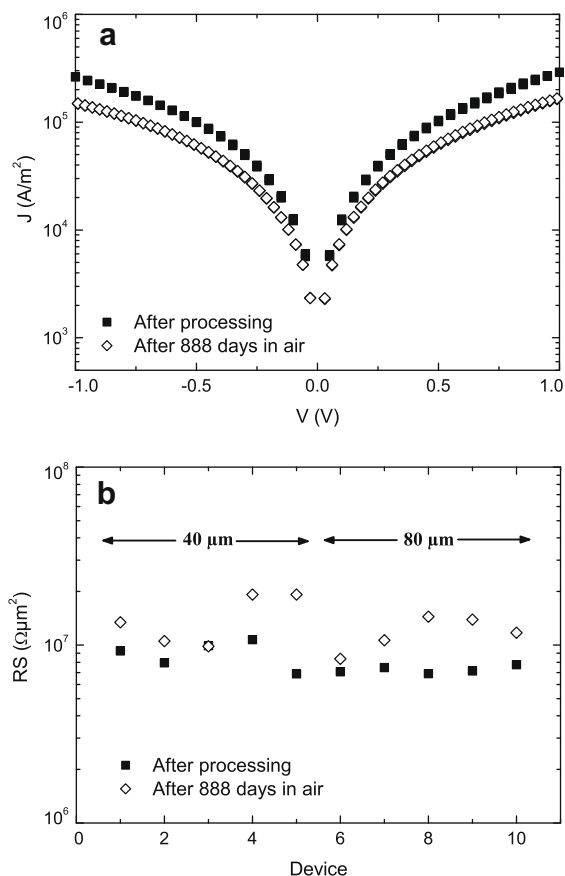 a
10⁶
10⁵
10⁴
10³
J (A/m²)
After processing
After 888 days in air
-1.0
-0.5
0.0
0.5
1.0
V (V)
b
10⁸
10⁷
10⁶
RS (Ωμm²)
40 μm
80 μm
After processing
After 888 days in air
0
2
4
6
8
10
Device